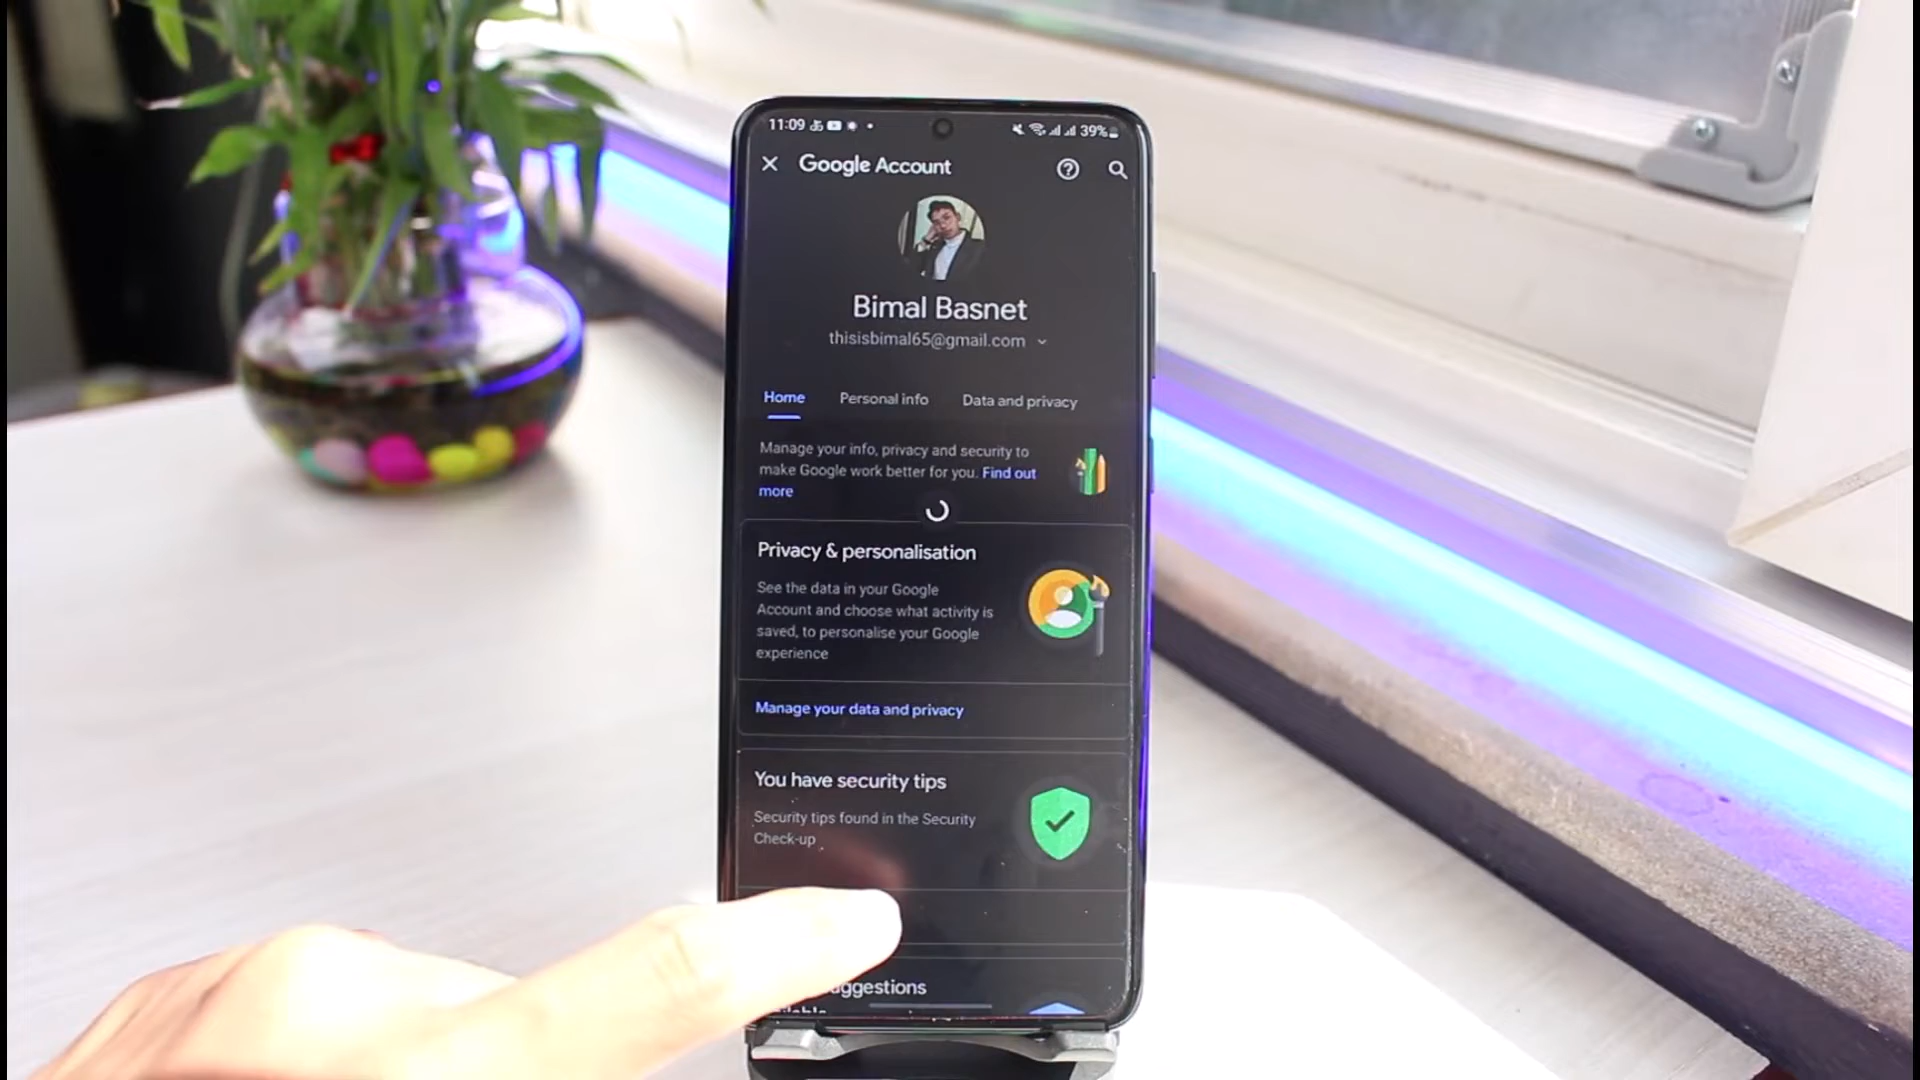 11:09
39%
Google Account
Bimal Basnet
thisisbimal65@gmail.com
Home Personal info Data and privacy
Manage your info, privacy and security to
make Google work better for you. Find out
more
Privacy & personalisation
See the data in your Google
Account and choose what activity is
saved, to personalise your Google
experience
Manage your data and privacy
You have security tips
Security tips found in the Security
Check-up